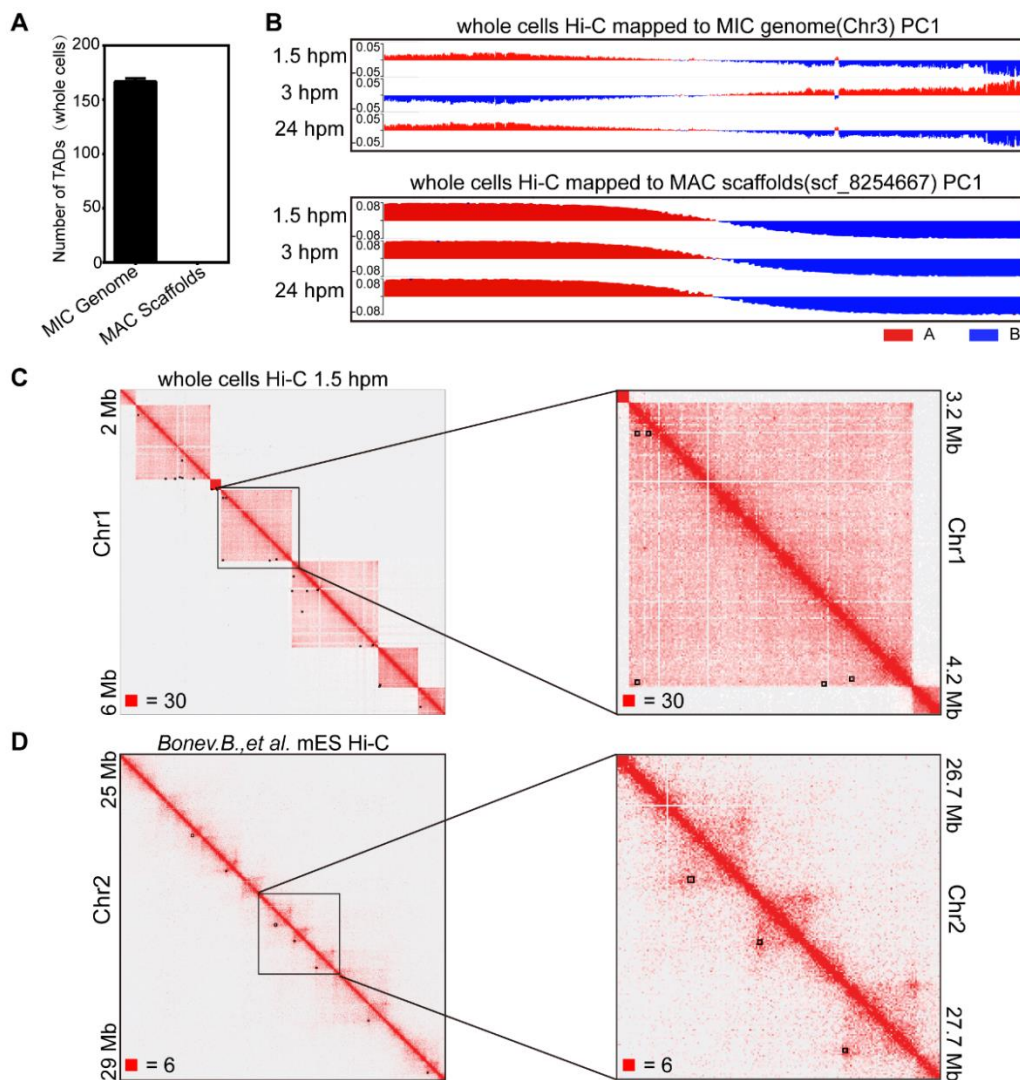 A
Number of TADs (whole cells)
200
150
100
50
0
MIC Genome
MAC Scaffolds
B
whole cells Hi-C mapped to MIC genome(Chr3) PC1
1.5 hpm
0.05
-0.05
3 hpm
0.05
-0.05
24 hpm
0.05
-0.05
whole cells Hi-C mapped to MAC scaffolds(scf_8254667) PC1
1.5 hpm
0.08
-0.08
3 hpm
0.08
-0.08
24 hpm
0.08
-0.08
A
B
C
whole cells Hi-C 1.5 hpm
2 Mb
Chr1
6 Mb
= 30
3.2 Mb
Chr1
4.2 Mb
= 30
D
Bonev.B.,et al. mES Hi-C
25 Mb
Chr2
29 Mb
= 6
26.7 Mb
Chr2
27.7 Mb
= 6